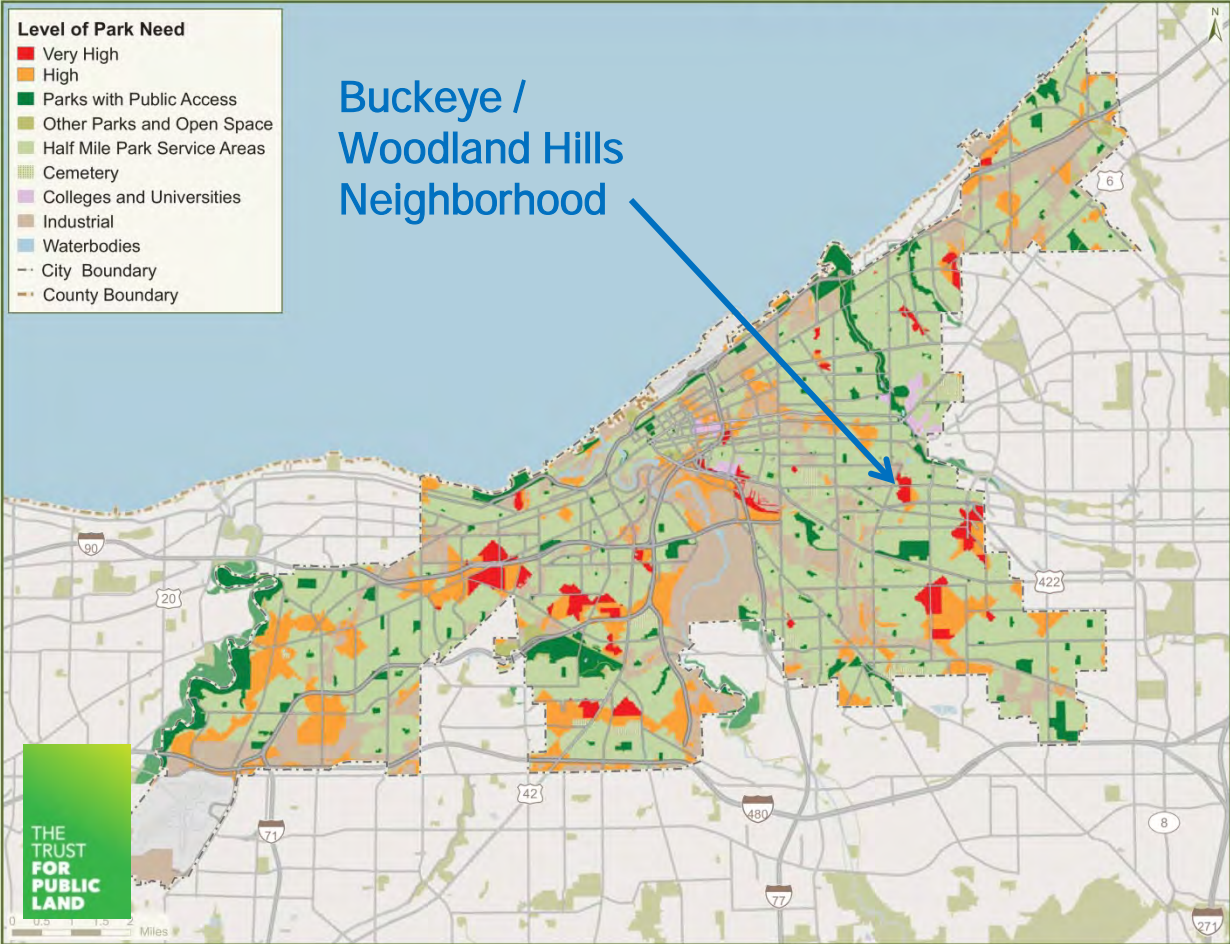 Level of Park Need
Very High
High
Parks with Public Access
Other Parks and Open Space
Half Mile Park Service Areas
Cemetery
Colleges and Universities
Industrial
Waterbodies
City Boundary
County Boundary
Buckeye /
Woodland Hills
Neighborhood
N
6
90
20
422
42
480
71
8
77
271
THE
TRUST
FOR
PUBLIC
LAND
0 0.5 1 1.5 2
Miles